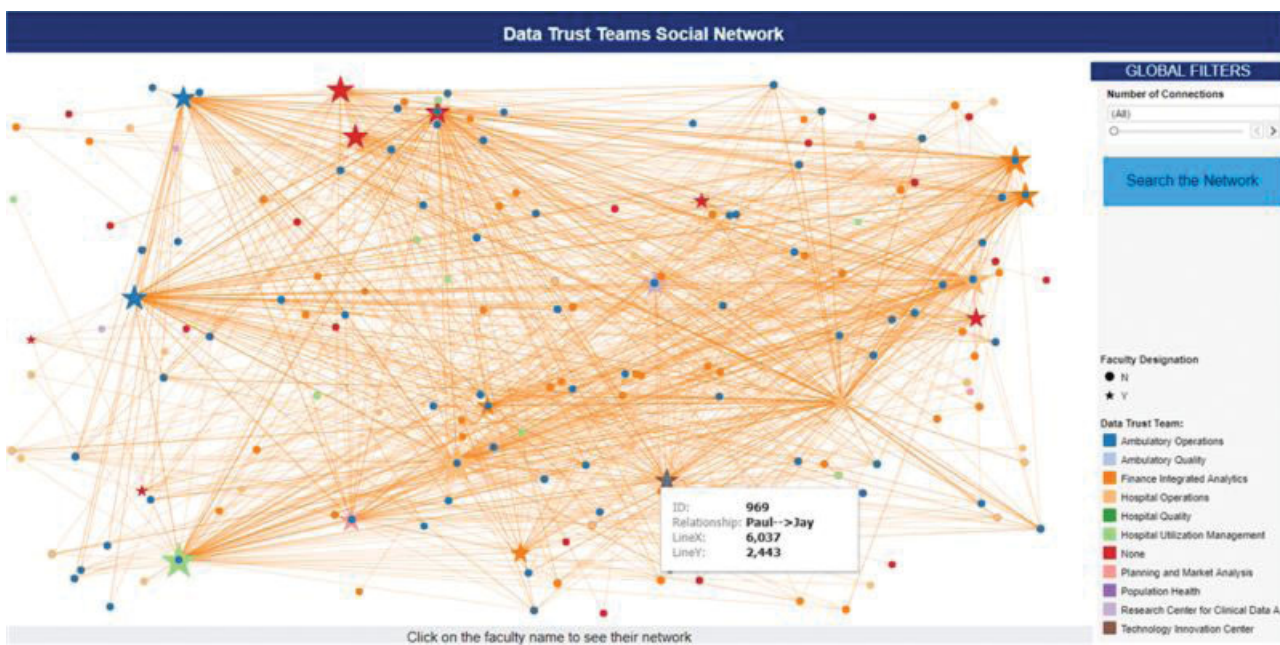 Data Trust Teams Social Network
GLOBAL FILTERS
Number of Connections
(All)
Search the Network
Faculty Designation
N
Y
Data Trust Team:
Ambulatory Operations
Ambulatory Quality
Finance Integrated Analytics
Hospital Operations
Hospital Quality
Hospital Utilization Management
None
Planning and Market Analysis
Population Health
Research Center for Clinical Data A
Technology Innovation Center
ID: 969
Relationship: Paul-->Jay
LineX: 6,037
LineY: 2,443
Click on the faculty name to see their network